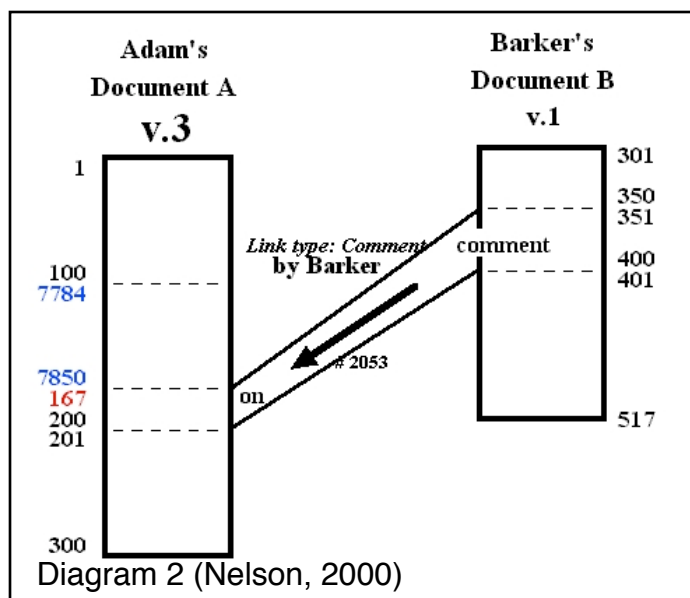 Adam's
Document A
v.3
1
100
7784
7850
167
200
201
300
Barker's
Document B
v.1
301
350
351
400
401
517
Link type: Comment
by Barker
comment
# 2053
on
Diagram 2 (Nelson, 2000)